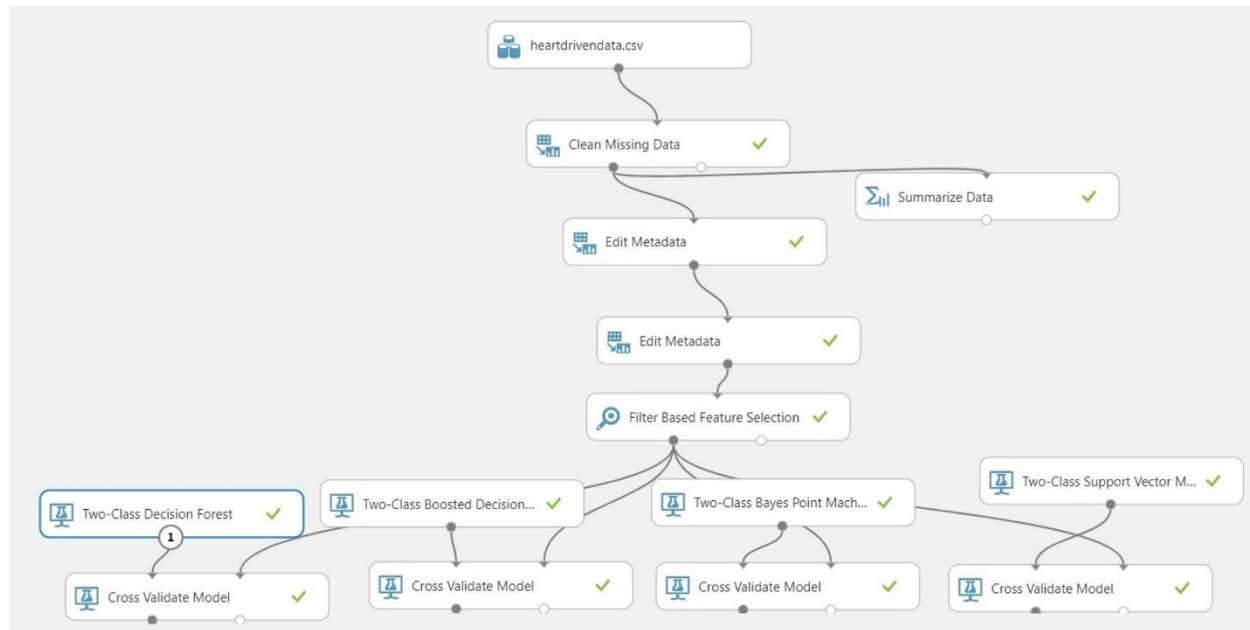 heartdrivendata.csv
Clean Missing Data
Summarize Data
Edit Metadata
Edit Metadata
Filter Based Feature Selection
Two-Class Decision Forest
1
Two-Class Boosted Decision...
Two-Class Bayes Point Mach...
Two-Class Support Vector M...
Cross Validate Model
Cross Validate Model
Cross Validate Model
Cross Validate Model